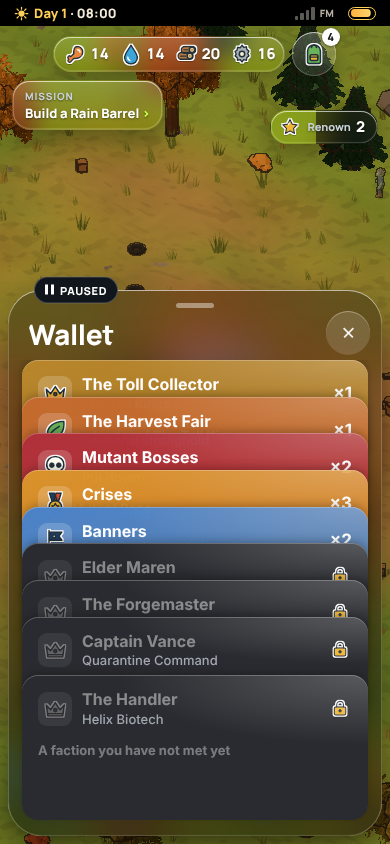 Day 1 · 08:00
FM
14
14
20
16
4
MISSION
Build a Rain Barrel ›
Renown 2
PAUSED
Wallet
The Toll Collector
×1
The Harvest Fair
×1
Mutant Bosses
×2
Crises
×3
Banners
×2
Elder Maren
The Forgemaster
Captain Vance
Quarantine Command
The Handler
Helix Biotech
A faction you have not met yet